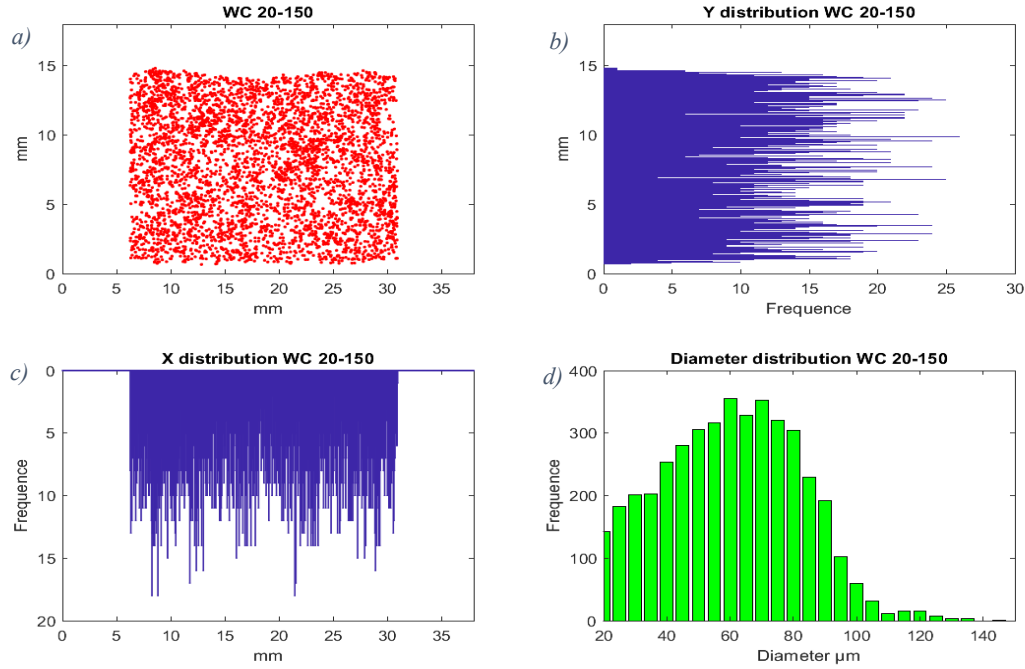 WC 20-150
a)
15
10
5
0
mm
0 5 10 15 20 25 30 35
mm
Y distribution WC 20-150
b)
15
10
5
0
mm
0 5 10 15 20 25 30
Frequence
X distribution WC 20-150
c)
0
5
10
15
20
Frequence
0 5 10 15 20 25 30 35
mm
Diameter distribution WC 20-150
d)
400
300
200
100
0
Frequence
20 40 60 80 100 120 140
Diameter μm